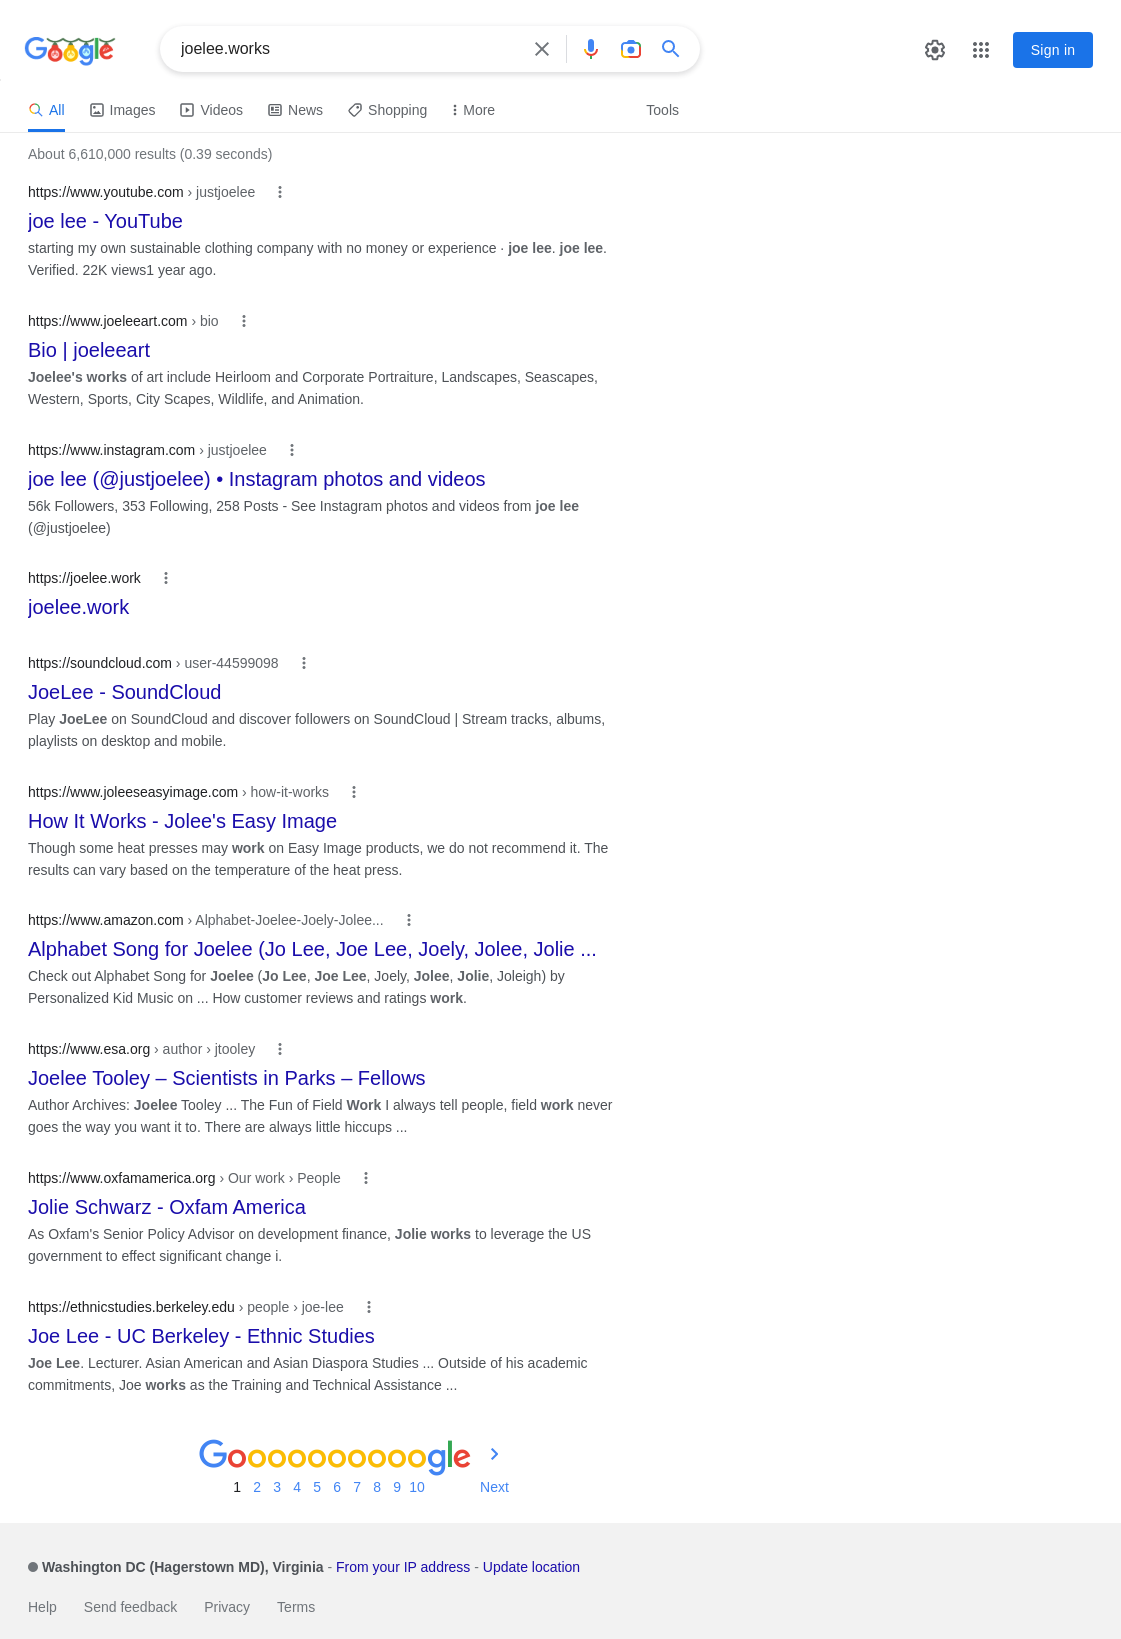 Google
joelee.works
Sign in
All Images Videos News Shopping More Tools
About 6,610,000 results (0.39 seconds)
https://www.youtube.com › justjoelee
joe lee - YouTube
starting my own sustainable clothing company with no money or experience · joe lee. joe lee.
Verified. 22K views1 year ago.
https://www.joeleeart.com › bio
Bio | joeleeart
Joelee's works of art include Heirloom and Corporate Portraiture, Landscapes, Seascapes,
Western, Sports, City Scapes, Wildlife, and Animation.
https://www.instagram.com › justjoelee
joe lee (@justjoelee) • Instagram photos and videos
56k Followers, 353 Following, 258 Posts - See Instagram photos and videos from joe lee
(@justjoelee)
https://joelee.work
joelee.work
https://soundcloud.com › user-44599098
JoeLee - SoundCloud
Play JoeLee on SoundCloud and discover followers on SoundCloud | Stream tracks, albums,
playlists on desktop and mobile.
https://www.joleeseasyimage.com › how-it-works
How It Works - Jolee's Easy Image
Though some heat presses may work on Easy Image products, we do not recommend it. The
results can vary based on the temperature of the heat press.
https://www.amazon.com › Alphabet-Joelee-Joely-Jolee...
Alphabet Song for Joelee (Jo Lee, Joe Lee, Joely, Jolee, Jolie ...
Check out Alphabet Song for Joelee (Jo Lee, Joe Lee, Joely, Jolee, Jolie, Joleigh) by
Personalized Kid Music on ... How customer reviews and ratings work.
https://www.esa.org › author › jtooley
Joelee Tooley – Scientists in Parks – Fellows
Author Archives: Joelee Tooley ... The Fun of Field Work I always tell people, field work never
goes the way you want it to. There are always little hiccups ...
https://www.oxfamamerica.org › Our work › People
Jolie Schwarz - Oxfam America
As Oxfam's Senior Policy Advisor on development finance, Jolie works to leverage the US
government to effect significant change i.
https://ethnicstudies.berkeley.edu › people › joe-lee
Joe Lee - UC Berkeley - Ethnic Studies
Joe Lee. Lecturer. Asian American and Asian Diaspora Studies ... Outside of his academic
commitments, Joe works as the Training and Technical Assistance ...
Goooooooooogle
1 2 3 4 5 6 7 8 9 10 Next
Washington DC (Hagerstown MD), Virginia - From your IP address - Update location
Help Send feedback Privacy Terms